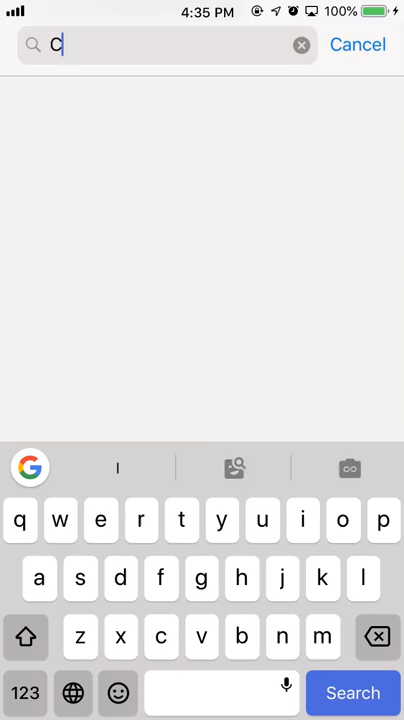 4:35 PM 100%
C Cancel
G I
q w e r t y u i o p
a s d f g h j k l
z x c v b n m
123 Search